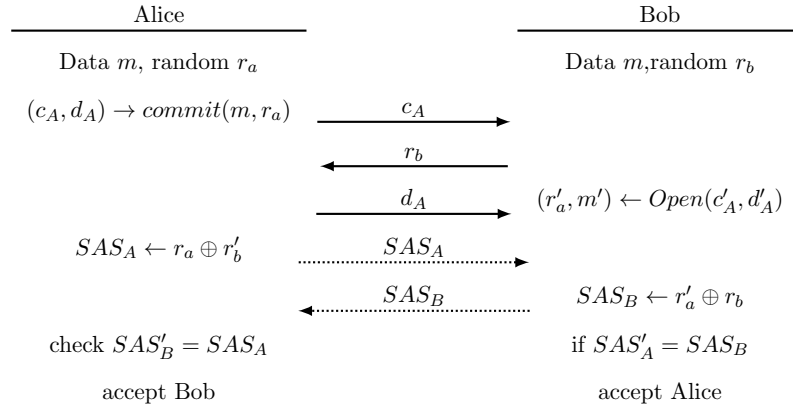 Alice Bob
Data m, random r_a Data m,random r_b
(c_A, d_A) → commit(m, r_a) c_A
r_b
d_A (r'_a, m') ← Open(c'_A, d'_A)
SAS_A ← r_a ⊕ r'_b SAS_A
SAS_B SAS_B ← r'_a ⊕ r_b
check SAS'_B = SAS_A if SAS'_A = SAS_B
accept Bob accept Alice